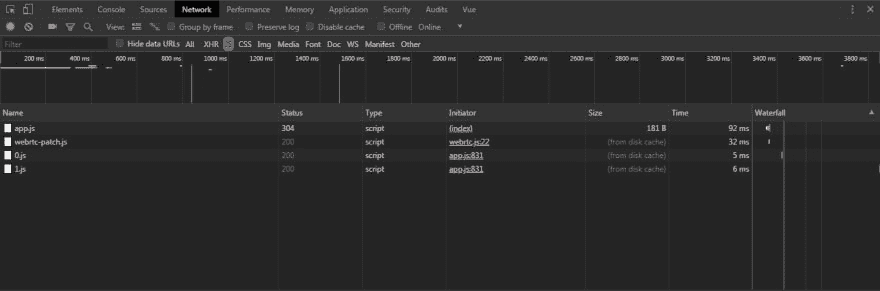 Elements Console Sources Network Performance Memory Application Security Audits Vue
View: Group by frame Preserve log Disable cache Offline Online
Filter Hide data URLs All XHR JS CSS Img Media Font Doc WS Manifest Other
200 ms 400 ms 600 ms 800 ms 1000 ms 1200 ms 1400 ms 1600 ms 1800 ms 2000 ms 2200 ms 2400 ms 2600 ms 2800 ms 3000 ms 3200 ms 3400 ms 3600 ms 3800 ms
Name Status Type Initiator Size Time Waterfall
app.js 304 script (index) 181 B 92 ms
webrtc-patch.js 200 script webrtc.js:22 (from disk cache) 32 ms
0.js 200 script app.js:831 (from disk cache) 5 ms
1.js 200 script app.js:831 (from disk cache) 6 ms